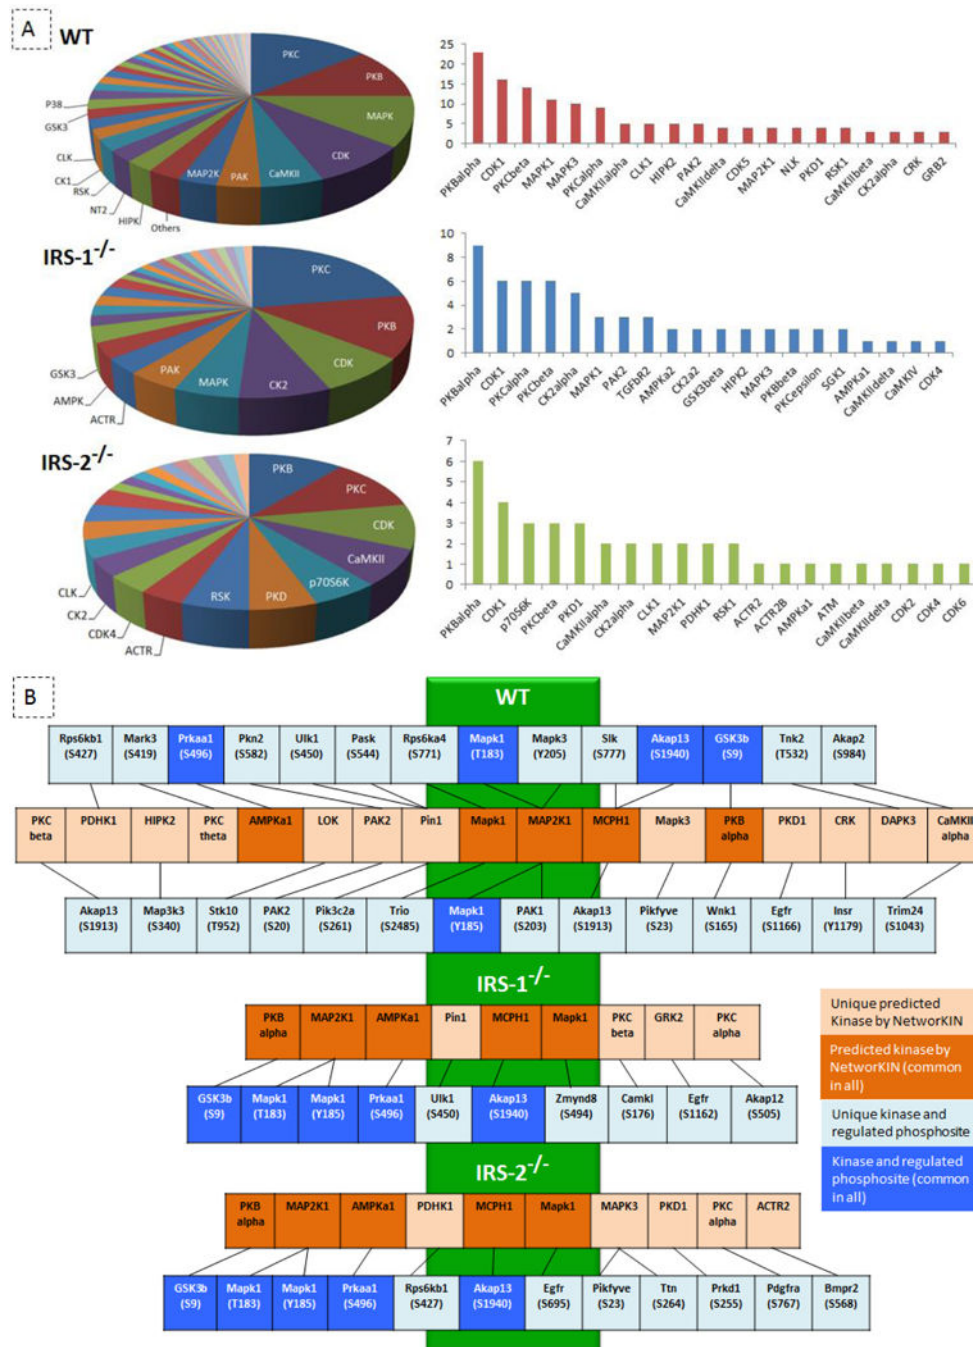 A
WT
PKC
PKB
MAPK
CDK
CaMKII
PAK
MAP2K
Others
HIPK
NT2
RSK
CK1
CLK
GSK3
P38
25
20
15
10
5
0
PKBalpha
CDK1
PKCbeta
MAPK1
MAPK3
PKCalpha
CaMKIIalpha
CLK1
HIPK2
PAK2
CaMKIIdelta
CDK5
MAP2K1
NLK
PKD1
RSK1
CaMKIIbeta
CK2alpha
CRK
GRB2
IRS-1-/-
PKC
PKB
CDK
CK2
MAPK
PAK
ACTR
AMPK
GSK3
10
8
6
4
2
0
PKBalpha
CDK1
PKCalpha
PKCbeta
CK2alpha
MAPK1
PAK2
TGFbR2
AMPKa2
CK2a2
GSK3beta
HIPK2
MAPK3
PKBbeta
PKCepsilon
SGK1
AMPKa1
CaMKIIdelta
CaMKIV
CDK4
IRS-2-/-
PKB
PKC
CDK
CaMKII
p70S6K
PKD
RSK
ACTR
CDK4
CK2
CLK
7
6
5
4
3
2
1
0
PKBalpha
CDK1
p70S6K
PKCbeta
PKD1
CaMKIIalpha
CK2alpha
CLK1
MAP2K1
PDHK1
RSK1
ACTR2
ACTR2B
AMPKa1
ATM
CaMKIIbeta
CaMKIIdelta
CDK2
CDK4
CDK6
B
WT
Rps6kb1 Mark3 Prkaa1 Pkn2 Ulk1 Pask Rps6ka4 Mapk1 Mapk3 Slk Akap13 GSK3b Tnk2 Akap2
(S427) (S419) (S496) (S582) (S450) (S544) (S771) (T183) (Y205) (S777) (S1940) (S9) (T532) (S984)
PKC PDHK1 HIPK2 PKC AMPKa1 LOK PAK2 Pin1 Mapk1 MAP2K1 MCPH1 Mapk3 PKB PKD1 CRK DAPK3 CaMKII
beta theta alpha alpha
Akap13 Map3k3 Stk10 PAK2 Pik3c2a Trio Mapk1 PAK1 Akap13 Pikfyve Wnk1 Egfr Insr Trim24
(S1913) (S340) (T952) (S20) (S261) (S2485) (Y185) (S203) (S1913) (S23) (S165) (S1166) (Y1179) (S1043)
IRS-1-/-
PKB MAP2K1 AMPKa1 Pin1 MCPH1 Mapk1 PKC GRK2 PKC
alpha beta alpha
GSK3b Mapk1 Mapk1 Prkaa1 Ulk1 Akap13 Zmynd8 Camkl Egfr Akap12
(S9) (T183) (Y185) (S496) (S450) (S1940) (S494) (S176) (S1162) (S505)
IRS-2-/-
PKB MAP2K1 AMPKa1 PDHK1 MCPH1 Mapk1 MAPK3 PKD1 PKC ACTR2
alpha alpha
GSK3b Mapk1 Mapk1 Prkaa1 Rps6kb1 Akap13 Egfr Pikfyve Ttn Prkd1 Pdgfra Bmpr2
(S9) (T183) (Y185) (S496) (S427) (S1940) (S695) (S23) (S264) (S255) (S767) (S568)
Unique predicted
Kinase by NetworKIN
Predicted kinase by
NetworKIN (common
in all)
Unique kinase and
regulated phosphosite
Kinase and regulated
phosphosite (common
in all)